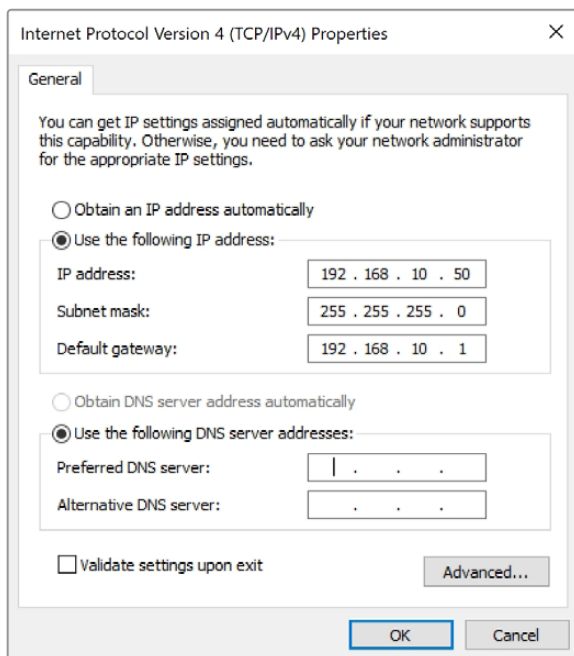 Internet Protocol Version 4 (TCP/IPv4) Properties
General
You can get IP settings assigned automatically if your network supports
this capability. Otherwise, you need to ask your network administrator
for the appropriate IP settings.
Obtain an IP address automatically
Use the following IP address:
IP address: 192 . 168 . 10 . 50
Subnet mask: 255 . 255 . 255 . 0
Default gateway: 192 . 168 . 10 . 1
Obtain DNS server address automatically
Use the following DNS server addresses:
Preferred DNS server: . . .
Alternative DNS server: . . .
Validate settings upon exit
Advanced...
OK Cancel